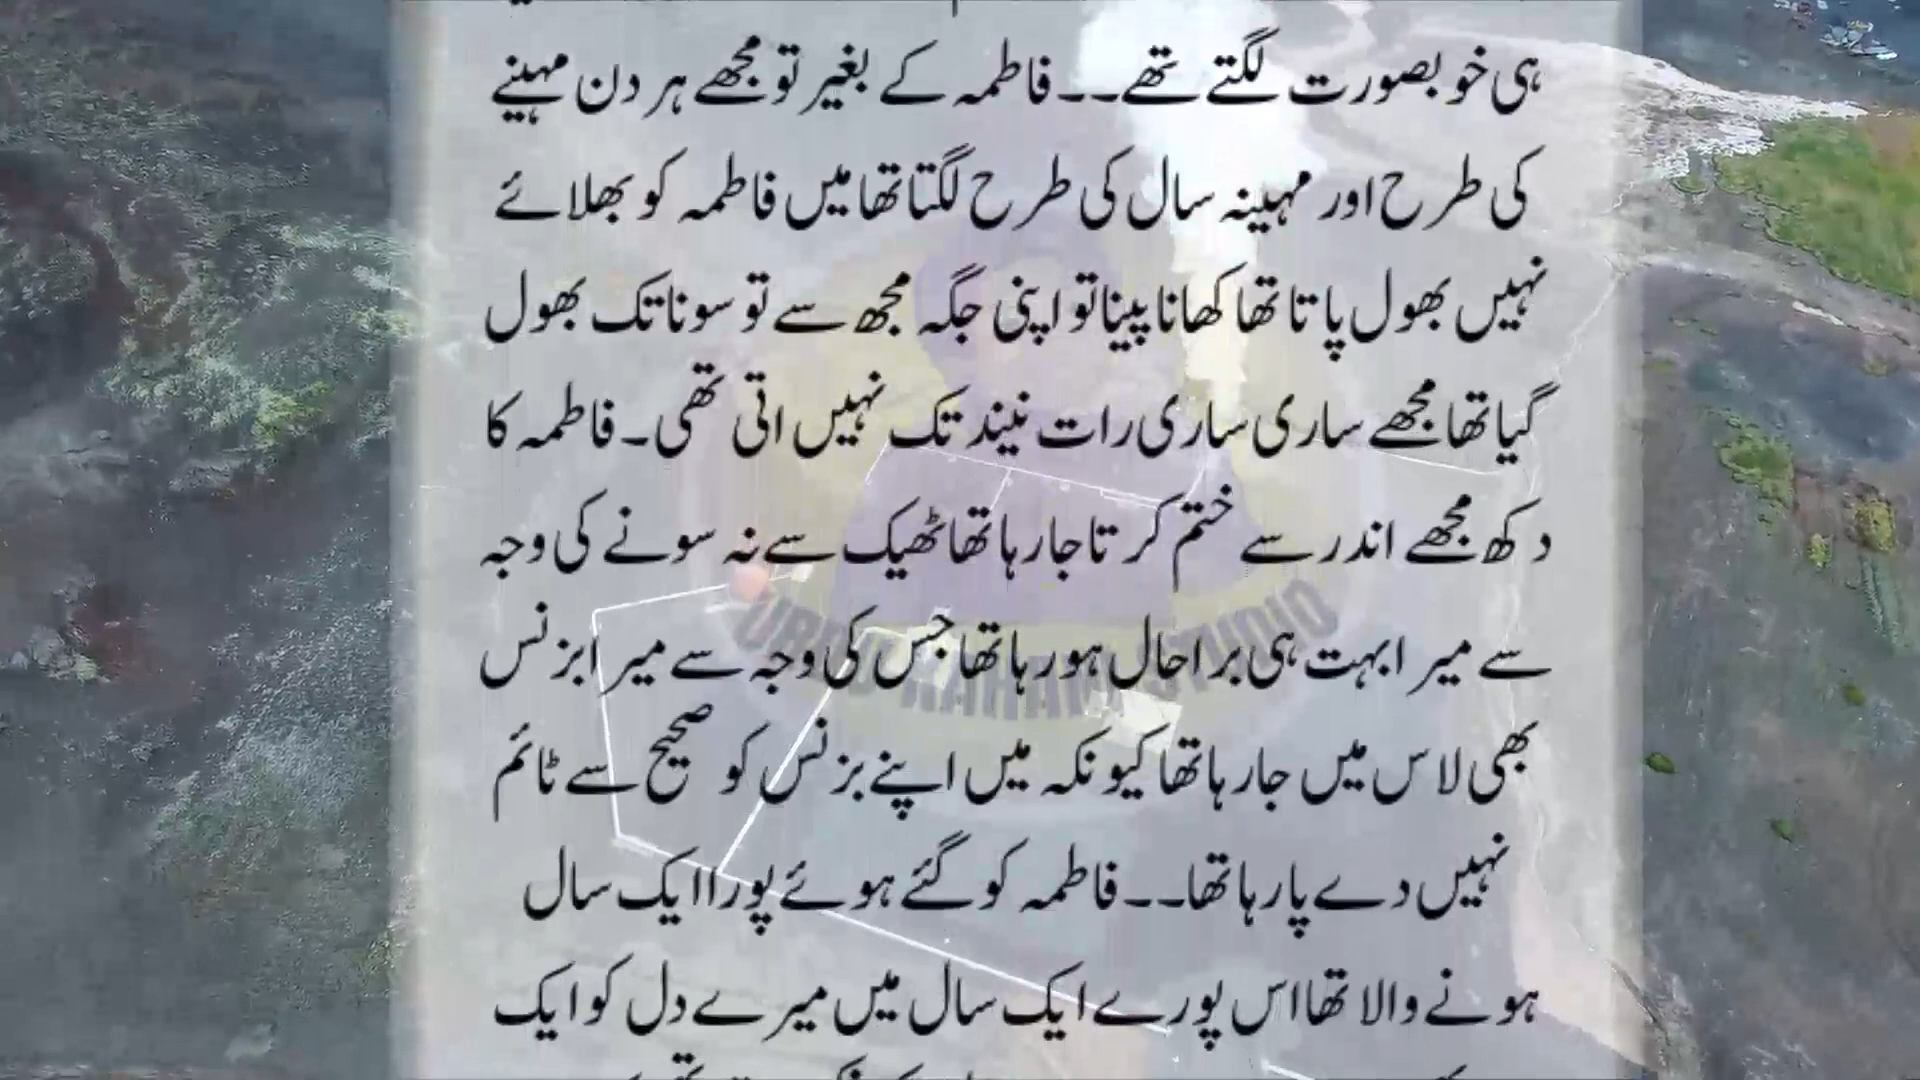 ہی خوبصورت لگتے تھے۔۔فاطمہ کے بغیر تو مجھے ہر دن مہینے
کی طرح اور مہینہ سال کی طرح لگتا تھا میں فاطمہ کو بھلائے
نہیں بھول پاتا تھا کھانا پینا تو اپنی جگہ مجھ سے تو سونا تک بھول
گیا تھا مجھے ساری ساری رات نیند تک نہیں اتی تھی۔فاطمہ کا
دکھ مجھے اندر سے ختم کرتا جا رہا تھا ٹھیک سے نہ سونے کی وجہ
سے میرا بہت ہی برا حال ہو رہا تھا جس کی وجہ سے میرا بزنس
بھی لاس میں جا رہا تھا کیونکہ میں اپنے بزنس کو صحیح سے ٹائم
نہیں دے پا رہا تھا۔۔فاطمہ کو گئے ہوئے پورا ایک سال
ہونے والا تھا اس پورے ایک سال میں میرے دل کو ایک
URDU KAHANI STUDIO